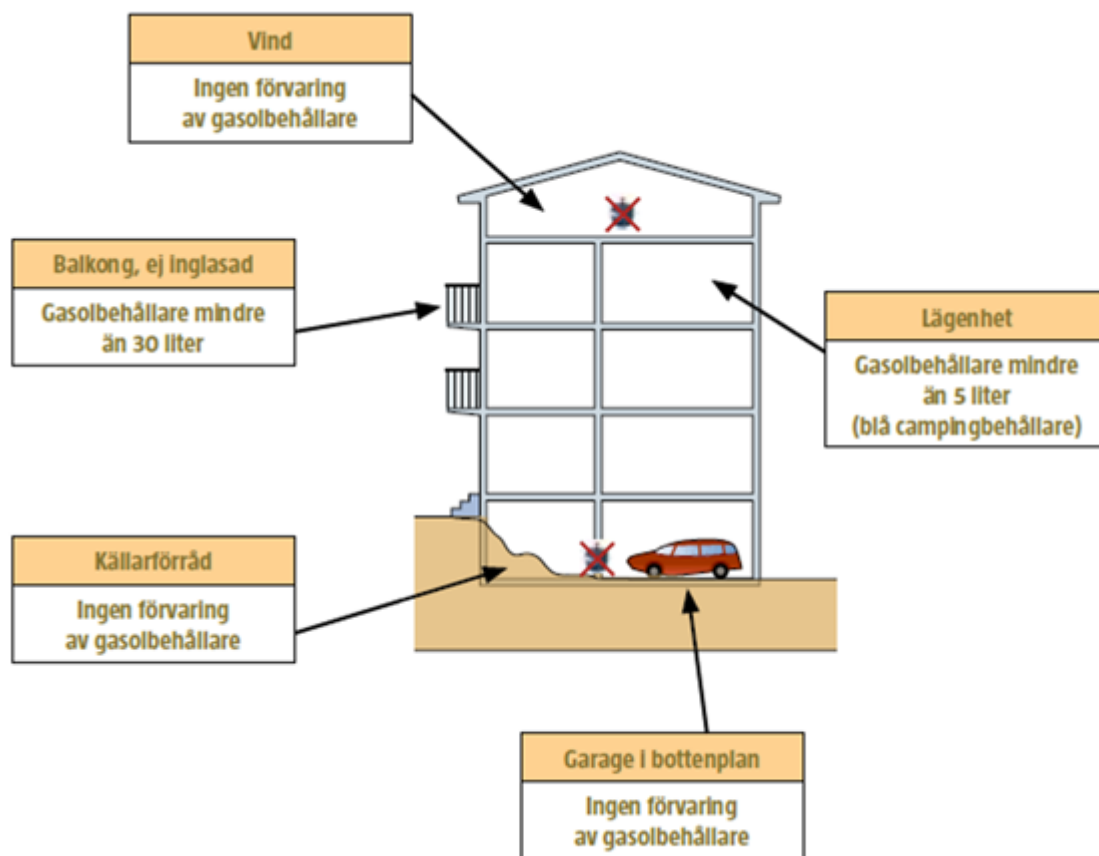 Vind
Ingen förvaring
av gasolbehållare
Balkong, ej inglasad
Gasolbehållare mindre
än 30 liter
Lägenhet
Gasolbehållare mindre
än 5 liter
(blå campingbehållare)
Källarförråd
Ingen förvaring
av gasolbehållare
Garage i bottenplan
Ingen förvaring
av gasolbehållare